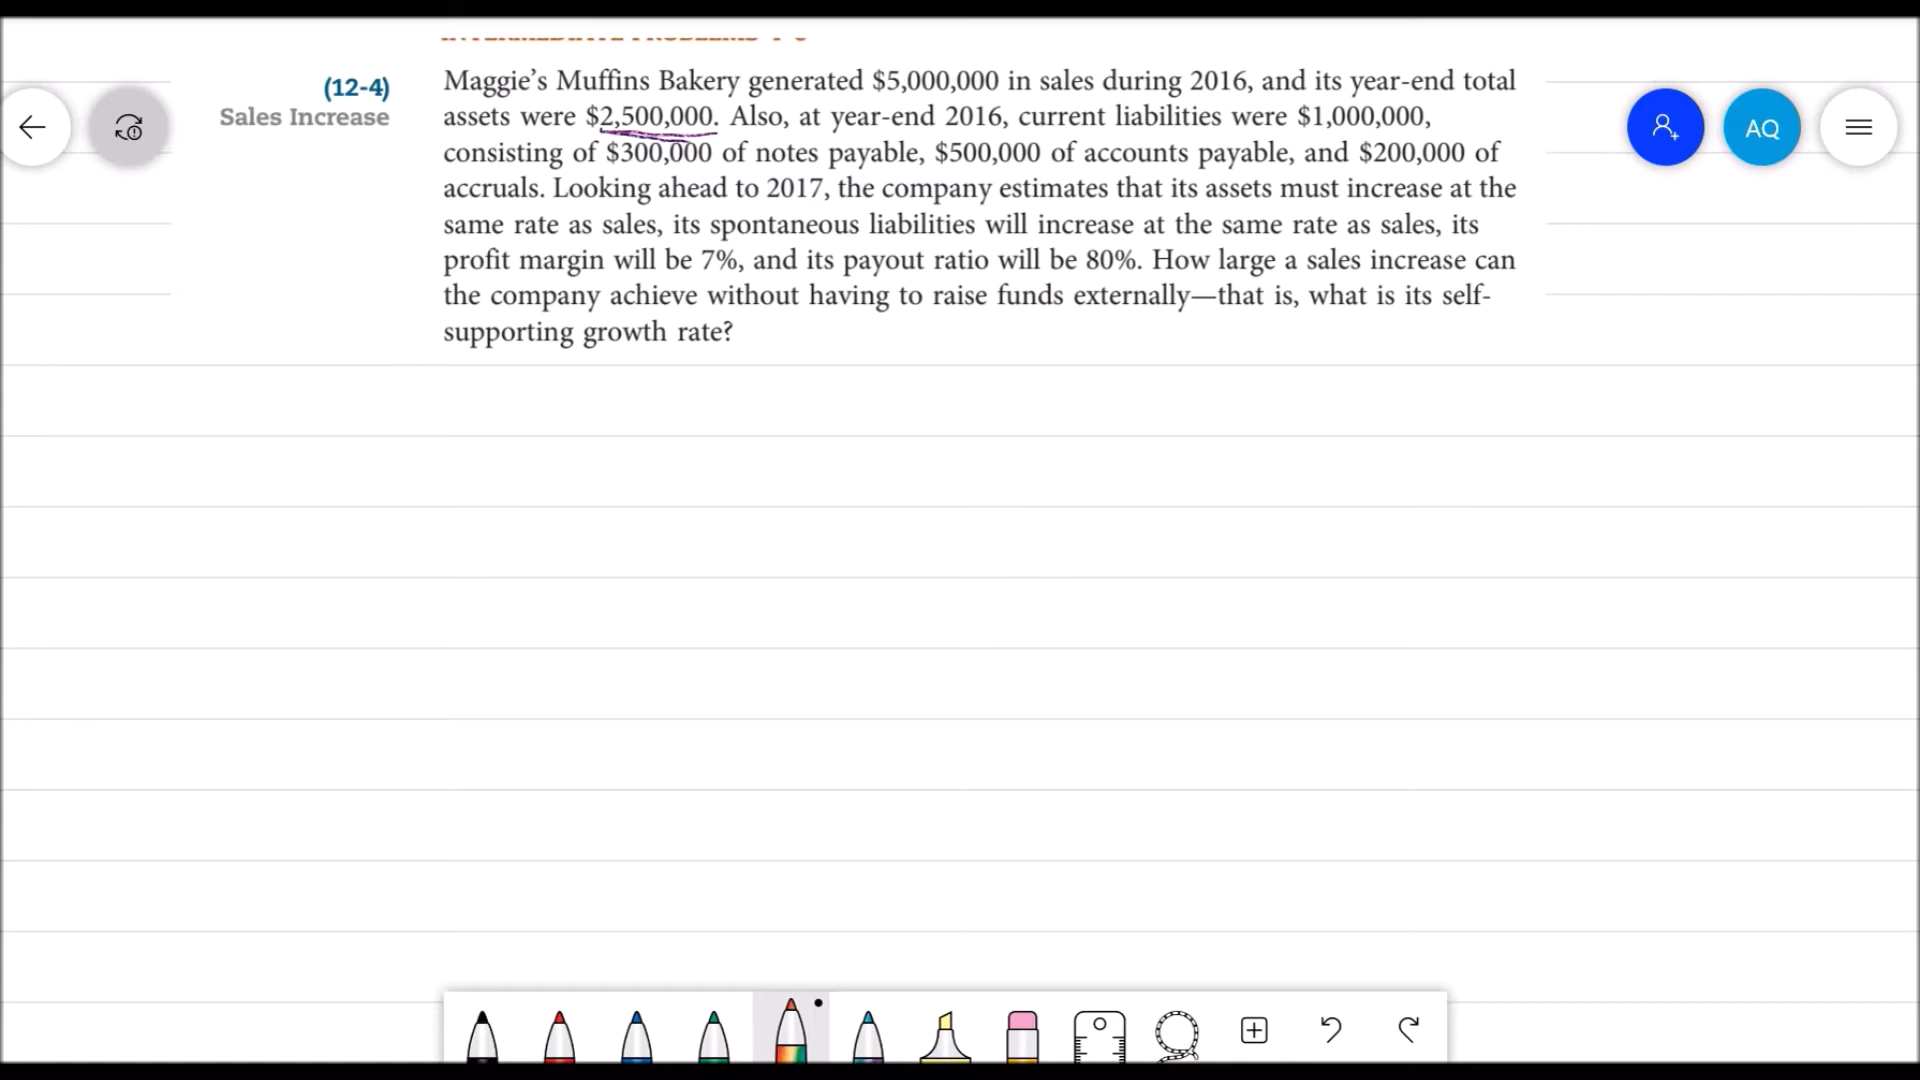 (12-4)
Sales Increase
Maggie's Muffins Bakery generated $5,000,000 in sales during 2016, and its year-end total
assets were $2,500,000. Also, at year-end 2016, current liabilities were $1,000,000,
consisting of $300,000 of notes payable, $500,000 of accounts payable, and $200,000 of
accruals. Looking ahead to 2017, the company estimates that its assets must increase at the
same rate as sales, its spontaneous liabilities will increase at the same rate as sales, its
profit margin will be 7%, and its payout ratio will be 80%. How large a sales increase can
the company achieve without having to raise funds externally—that is, what is its self-
supporting growth rate?
AQ